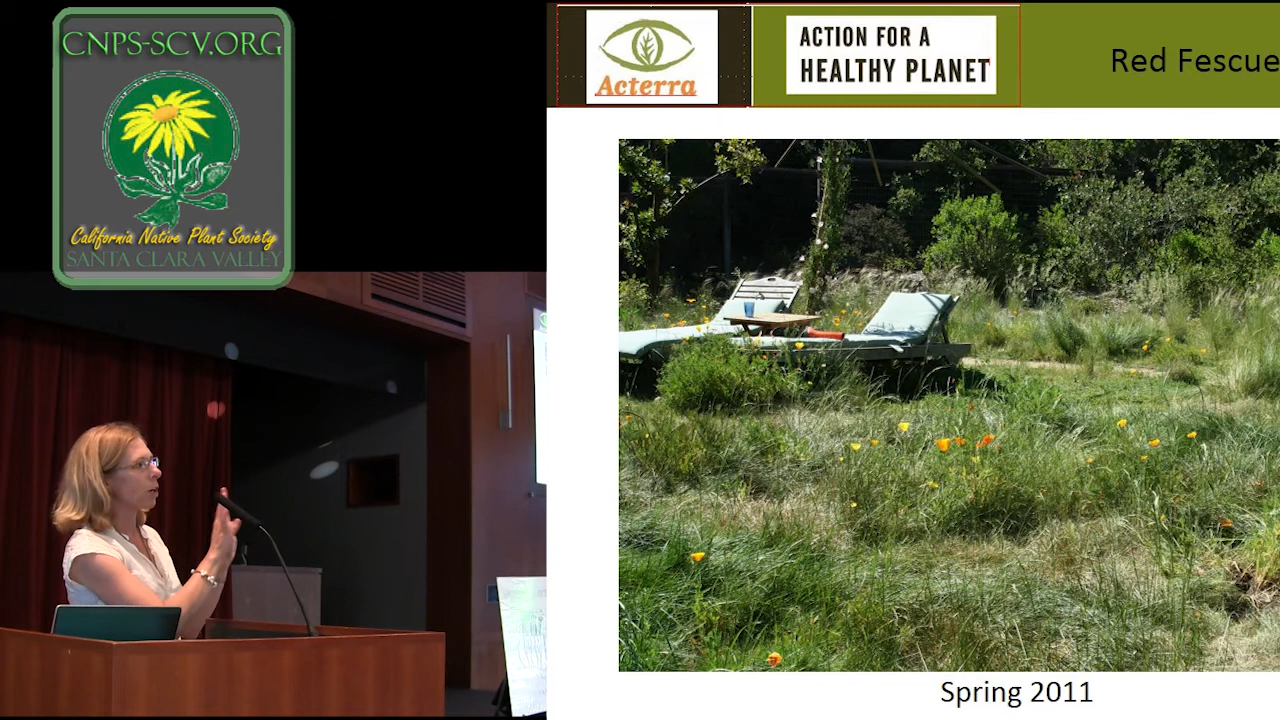 CNPS-SCV.ORG
California Native Plant Society
SANTA CLARA VALLEY
Acterra
ACTION FOR A
HEALTHY PLANET
Red Fescue
Spring 2011